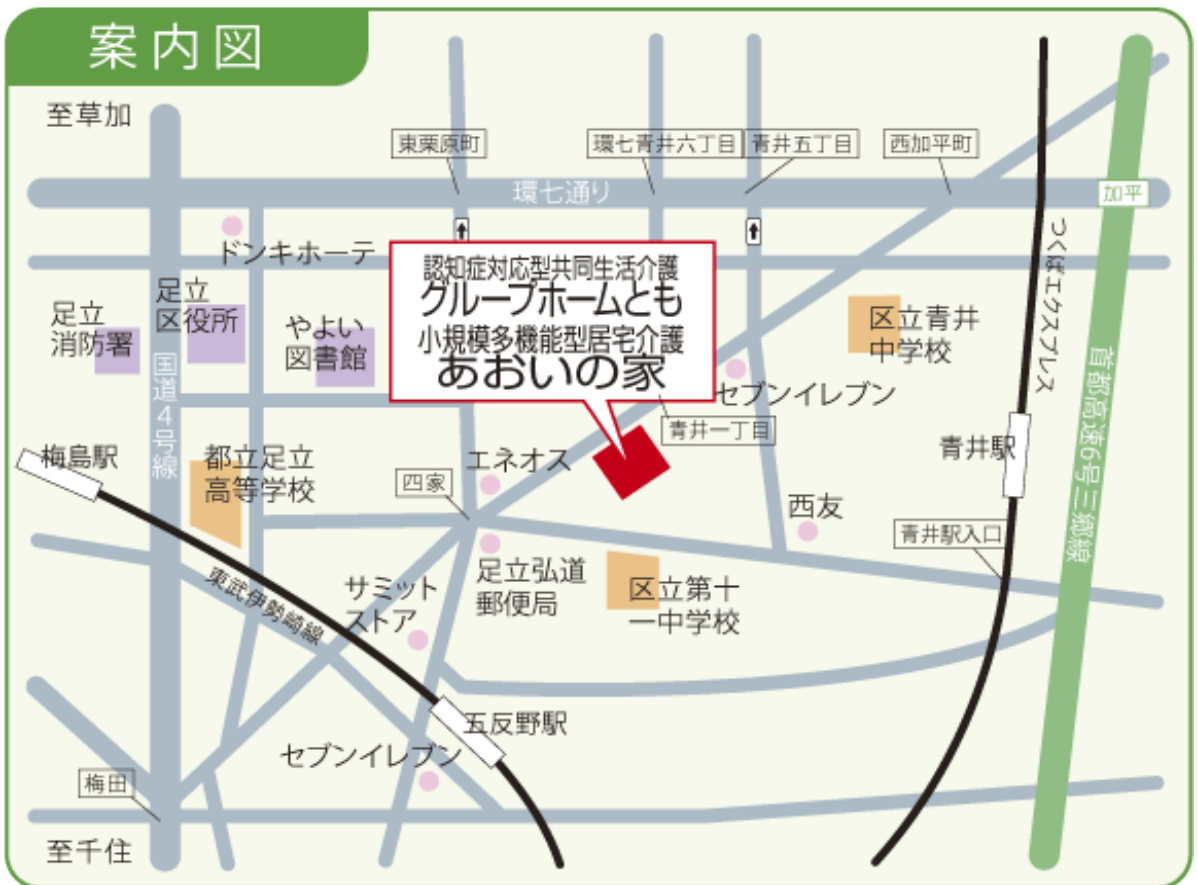 案内図
至草加
東栗原町
環七青井六丁目
青井五丁目
西加平町
環七通り
加平
ドンキホーテ
認知症対応型共同生活介護
グループホームとも
小規模多機能型居宅介護
あおいの家
足立
消防署
足立
区役所
やよい
図書館
国道4号線
区立青井
中学校
つくばエクスプレス
首都高速6号三郷線
セブンイレブン
青井一丁目
梅島駅
都立足立
高等学校
四家
エネオス
青井駅
西友
青井駅入口
東武伊勢崎線
サミット
ストア
足立弘道
郵便局
区立第十
一中学校
五反野駅
セブンイレブン
梅田
至千住